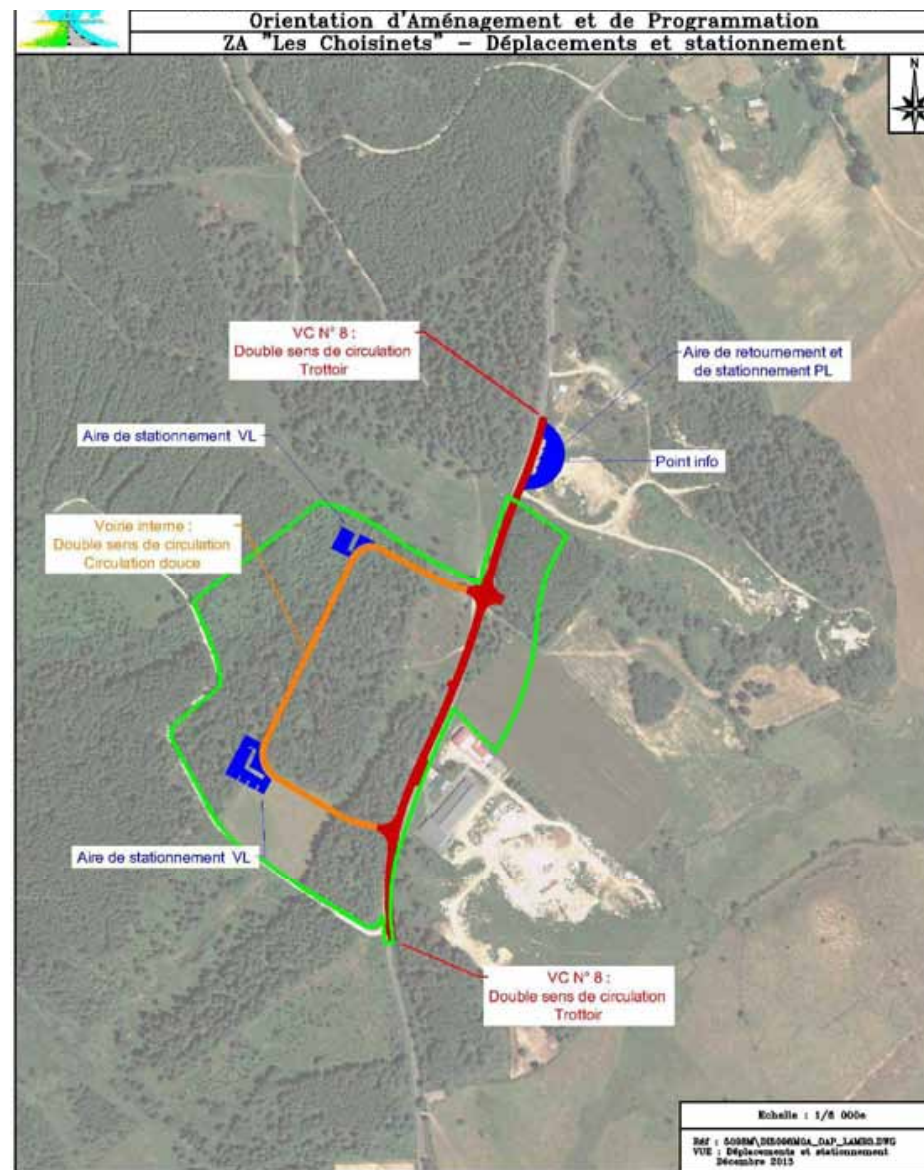 Orientation d'Aménagement et de Programmation
ZA "Les Choisinets" - Déplacements et stationnement
N
VC N° 8 :
Double sens de circulation
Trottoir
Aire de retournement et
de stationnement PL
Aire de stationnement VL
Point info
Voirie interne :
Double sens de circulation
Circulation douce
Aire de stationnement VL
VC N° 8 :
Double sens de circulation
Trottoir
Echelle : 1/5 000e
Réf :
VUE : Déplacements et stationnement
Décembre 2013